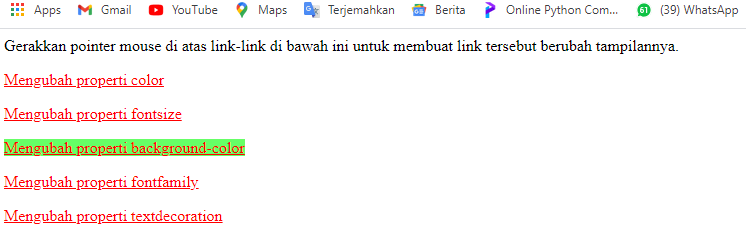 Apps Gmail YouTube Maps Terjemahkan Berita Online Python Com... 61 (39) WhatsApp
Gerakkan pointer mouse di atas link-link di bawah ini untuk membuat link tersebut berubah tampilannya.
Mengubah properti color
Mengubah properti fontsize
Mengubah properti background-color
Mengubah properti fontfamily
Mengubah properti textdecoration